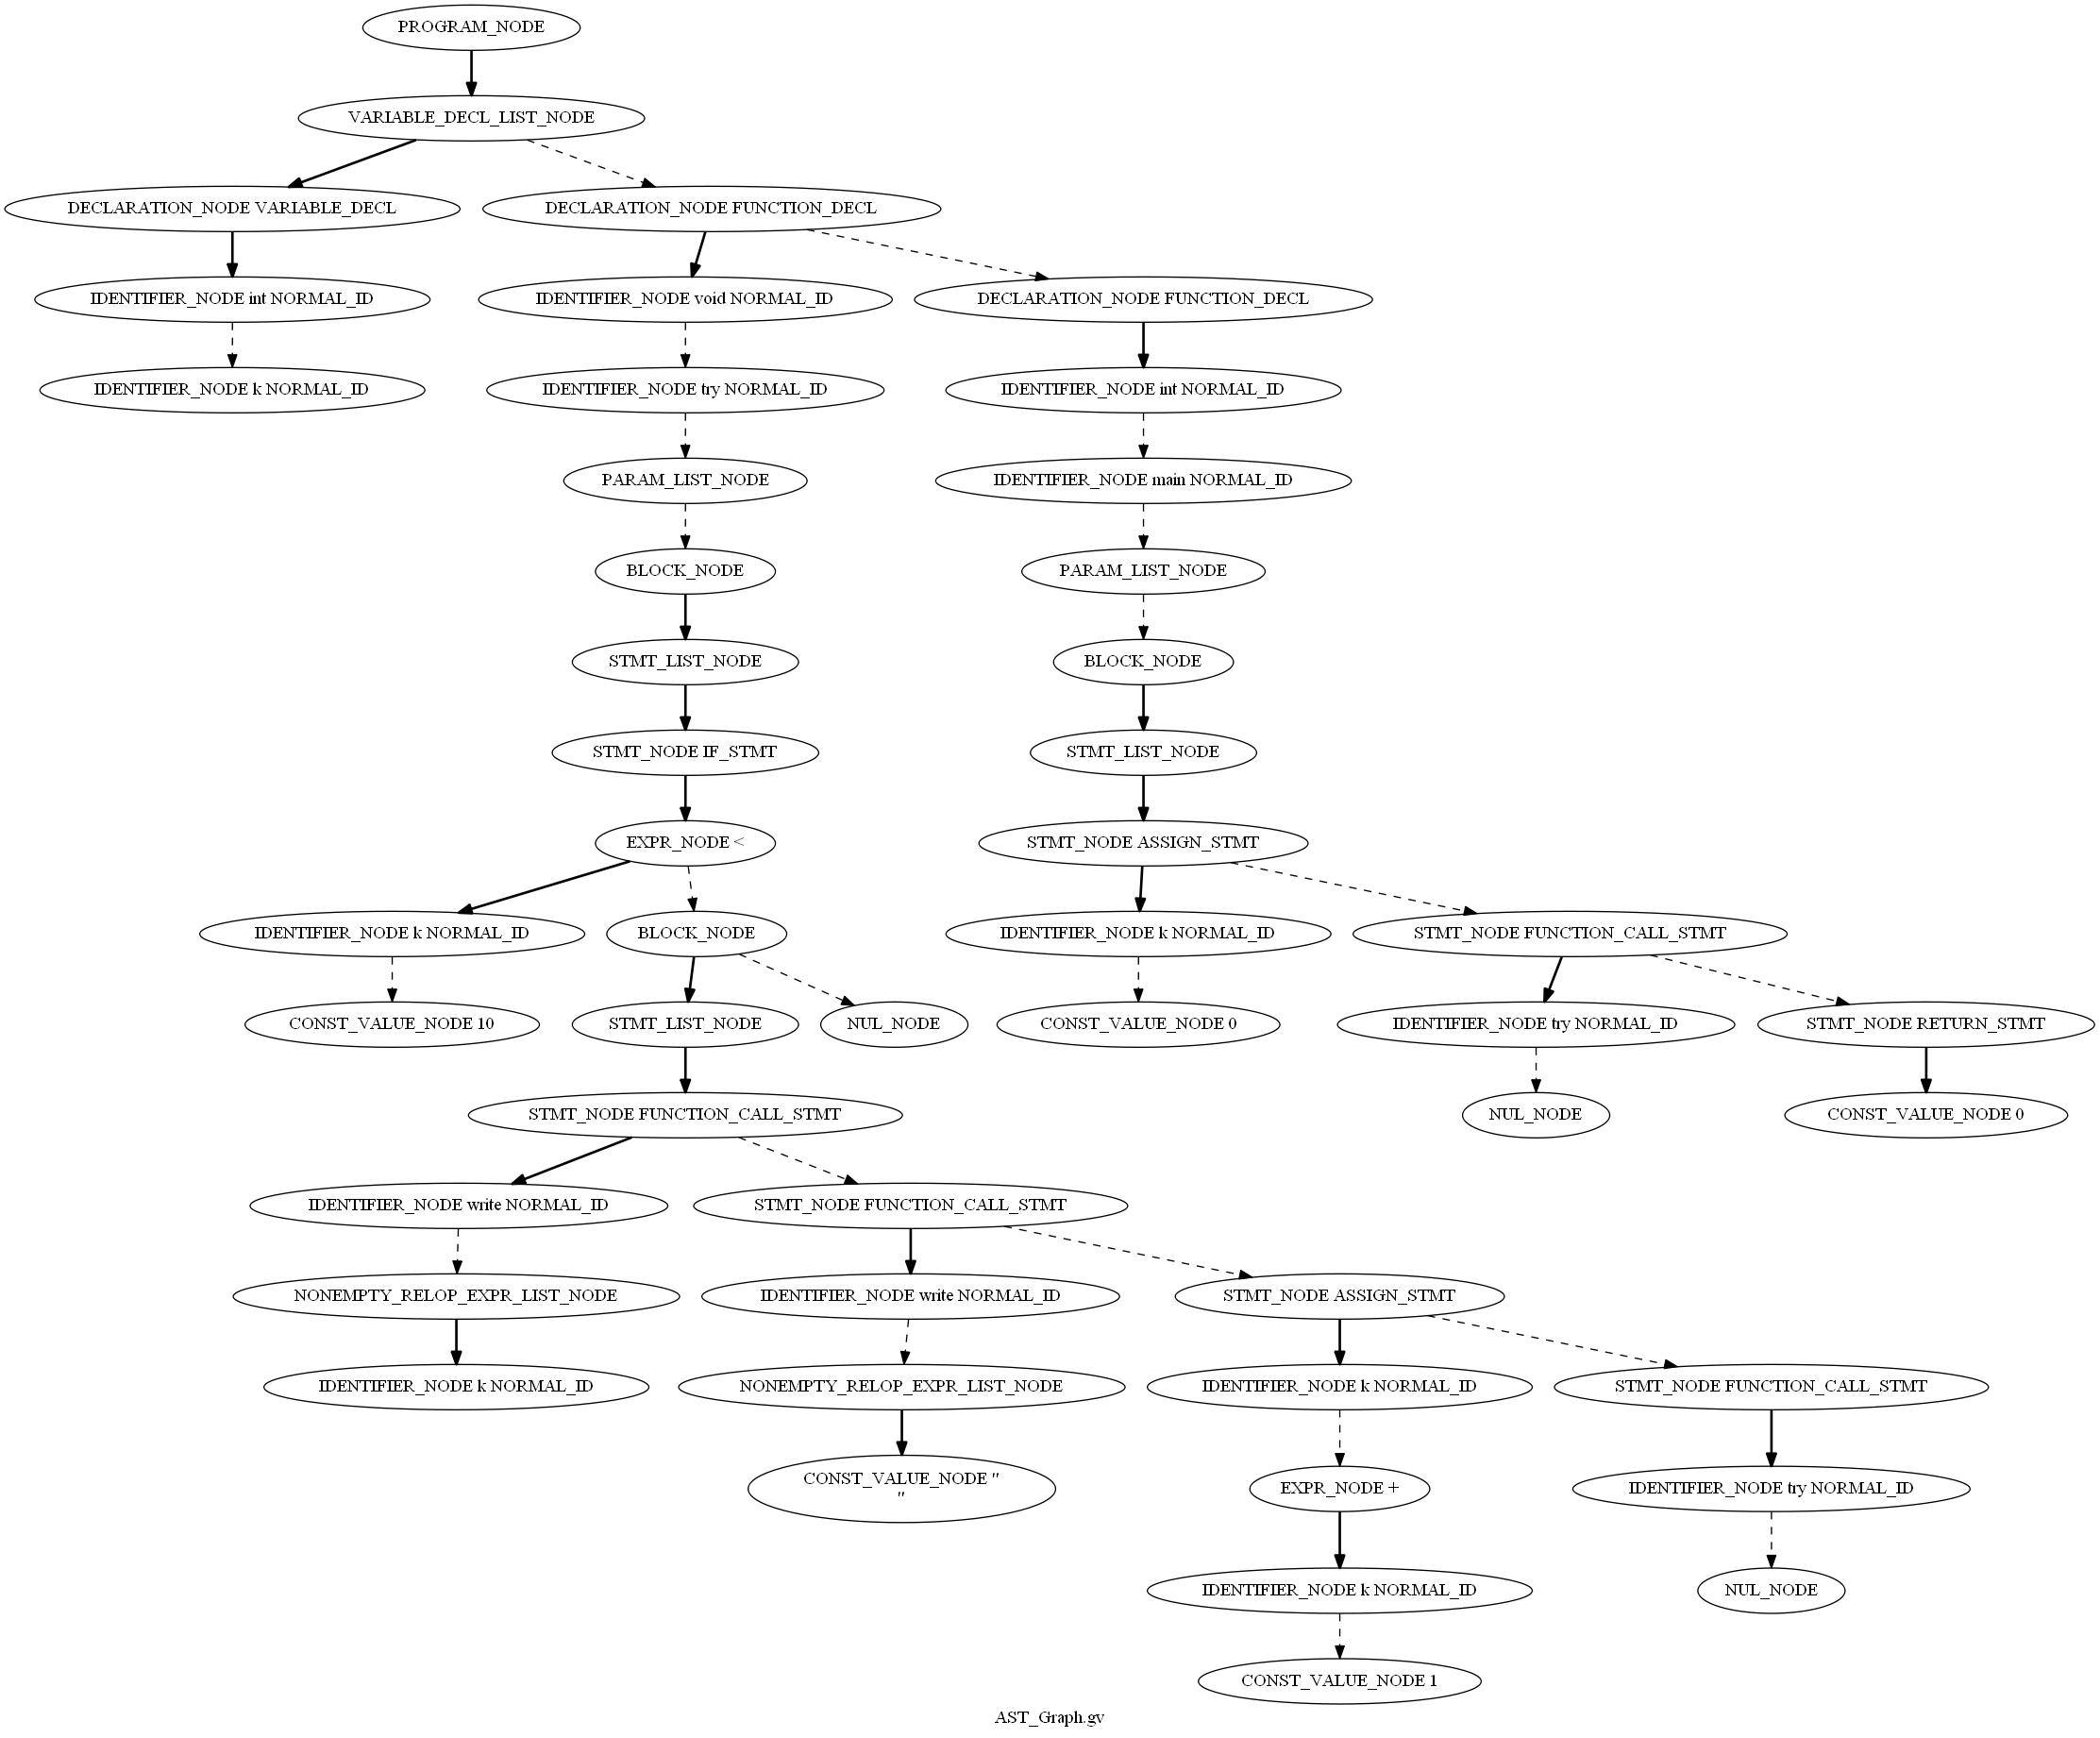 PROGRAM_NODE
VARIABLE_DECL_LIST_NODE
DECLARATION_NODE VARIABLE_DECL
DECLARATION_NODE FUNCTION_DECL
IDENTIFIER_NODE int NORMAL_ID
IDENTIFIER_NODE void NORMAL_ID
DECLARATION_NODE FUNCTION_DECL
IDENTIFIER_NODE k NORMAL_ID
IDENTIFIER_NODE try NORMAL_ID
IDENTIFIER_NODE int NORMAL_ID
PARAM_LIST_NODE
IDENTIFIER_NODE main NORMAL_ID
BLOCK_NODE
PARAM_LIST_NODE
STMT_LIST_NODE
BLOCK_NODE
STMT_NODE IF_STMT
STMT_LIST_NODE
EXPR_NODE <
STMT_NODE ASSIGN_STMT
IDENTIFIER_NODE k NORMAL_ID
BLOCK_NODE
IDENTIFIER_NODE k NORMAL_ID
STMT_NODE FUNCTION_CALL_STMT
CONST_VALUE_NODE 10
STMT_LIST_NODE
NUL_NODE
CONST_VALUE_NODE 0
IDENTIFIER_NODE try NORMAL_ID
STMT_NODE RETURN_STMT
STMT_NODE FUNCTION_CALL_STMT
NUL_NODE
CONST_VALUE_NODE 0
IDENTIFIER_NODE write NORMAL_ID
STMT_NODE FUNCTION_CALL_STMT
NONEMPTY_RELOP_EXPR_LIST_NODE
IDENTIFIER_NODE write NORMAL_ID
STMT_NODE ASSIGN_STMT
IDENTIFIER_NODE k NORMAL_ID
NONEMPTY_RELOP_EXPR_LIST_NODE
IDENTIFIER_NODE k NORMAL_ID
STMT_NODE FUNCTION_CALL_STMT
CONST_VALUE_NODE "
"
EXPR_NODE +
IDENTIFIER_NODE try NORMAL_ID
IDENTIFIER_NODE k NORMAL_ID
NUL_NODE
CONST_VALUE_NODE 1
AST_Graph.gv